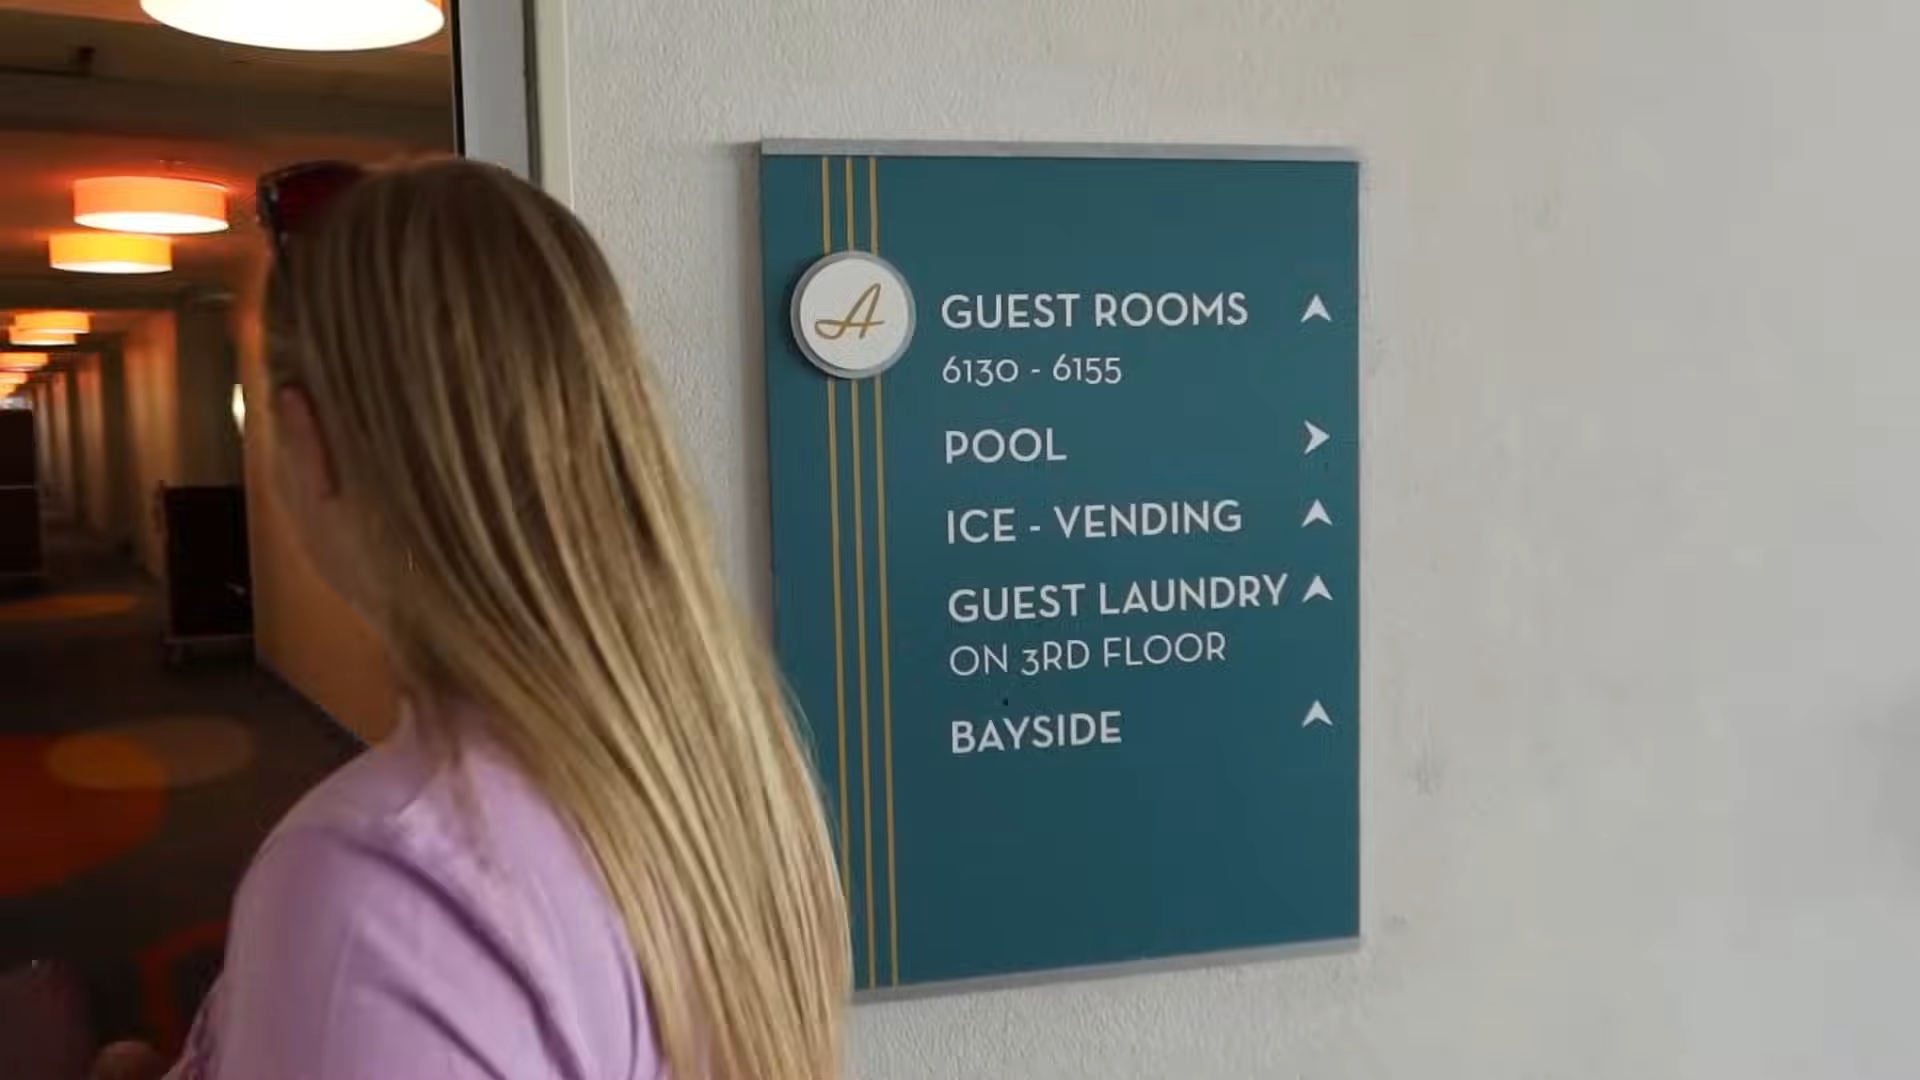 A
GUEST ROOMS
6130 - 6155
POOL
ICE - VENDING
GUEST LAUNDRY
ON 3RD FLOOR
BAYSIDE